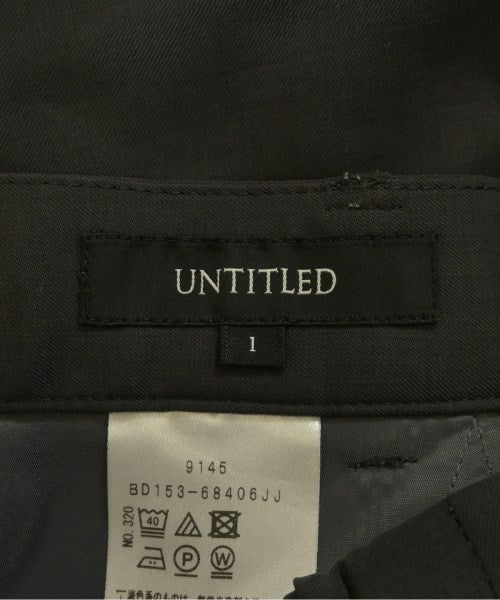 UNTITLED
1
9145
BD153-68406JJ
NO.320
40
P W